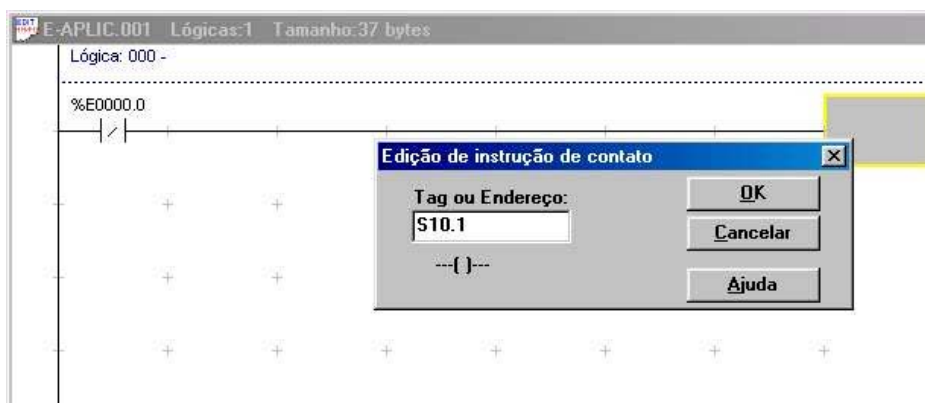 E-APLIC.001 Lógicas:1 Tamanho:37 bytes
Lógica: 000 -
%E0000.0
Edição de instrução de contato
Tag ou Endereço:
S10.1
---( )---
OK
Cancelar
Ajuda